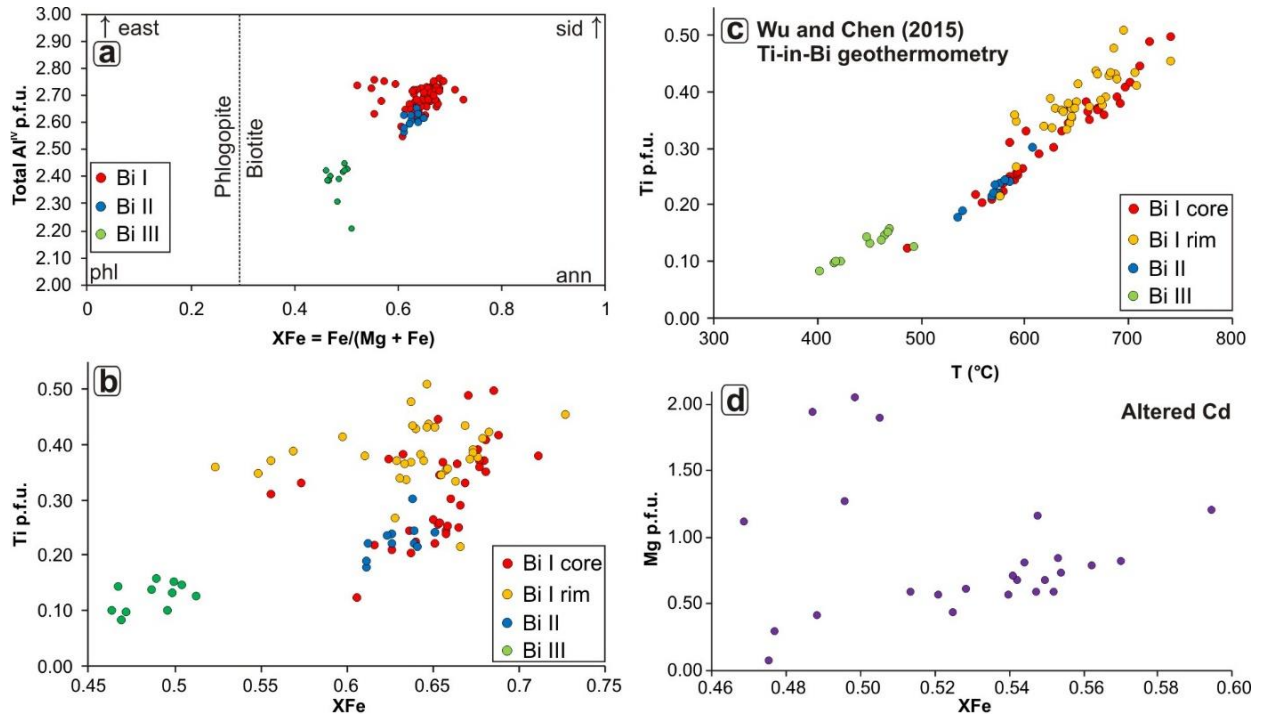 3.00
2.90
2.80
2.70
2.60
2.50
2.40
2.30
2.20
2.10
2.00
Total Alᴵⱽ p.f.u.
↑ east
sid ↑
a
Phlogopite
Biotite
Bi I
Bi II
Bi III
phl
ann
0
0.4
0.6
0.8
1
XFe = Fe/(Mg + Fe)
c
Wu and Chen (2015)
Ti-in-Bi geothermometry
0.50
0.40
0.30
0.20
0.10
0.00
Ti p.f.u.
Bi I core
Bi I rim
Bi II
Bi III
300
400
500
600
700
800
T (°C)
b
0.50
0.40
0.30
0.20
0.10
0.00
Ti p.f.u.
Bi I core
Bi I rim
Bi II
Bi III
0.45
0.5
0.55
0.6
0.65
0.7
0.75
XFe
d
Altered Cd
2.00
1.50
1.00
0.50
0.00
Mg p.f.u.
0.46
0.48
0.50
0.52
0.54
0.56
0.58
0.60
XFe